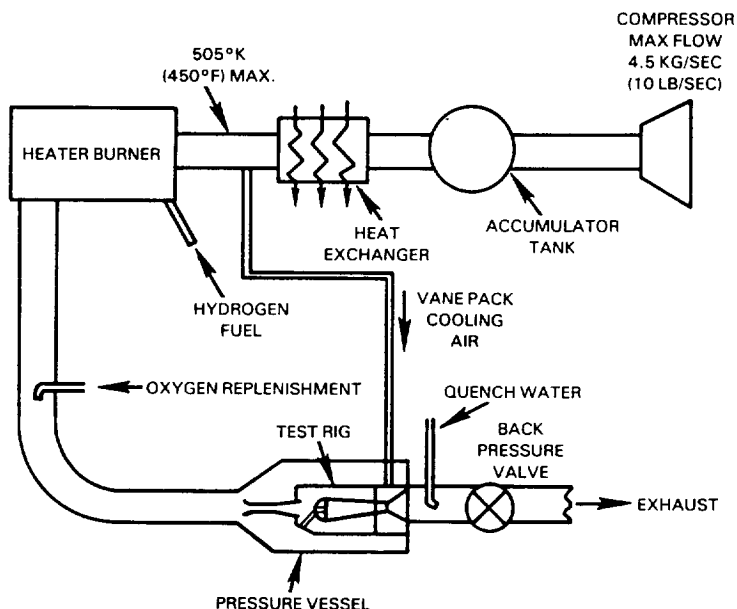 COMPRESSOR
MAX FLOW
4.5 KG/SEC
(10 LB/SEC)
505°K
(450°F) MAX.
HEATER BURNER
HEAT
EXCHANGER
ACCUMULATOR
TANK
HYDROGEN
FUEL
VANE PACK
COOLING
AIR
OXYGEN REPLENISHMENT
QUENCH WATER
TEST RIG
BACK
PRESSURE
VALVE
EXHAUST
PRESSURE VESSEL